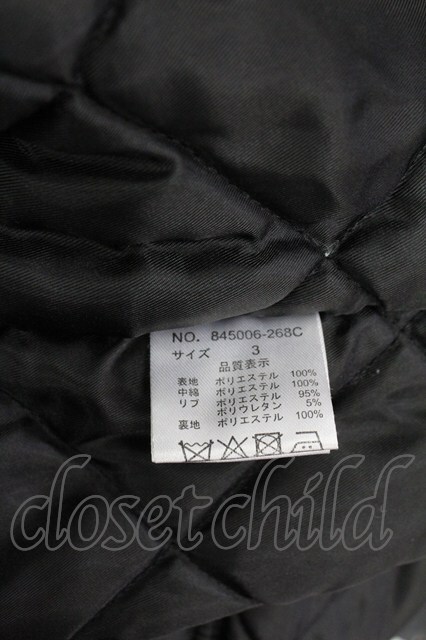 NO. 845006-268C
サイズ 3
品質表示
表地 ポリエステル 100%
中綿 ポリエステル 100%
リブ ポリエステル 95%
ポリウレタン 5%
裏地 ポリエステル 100%
closet child